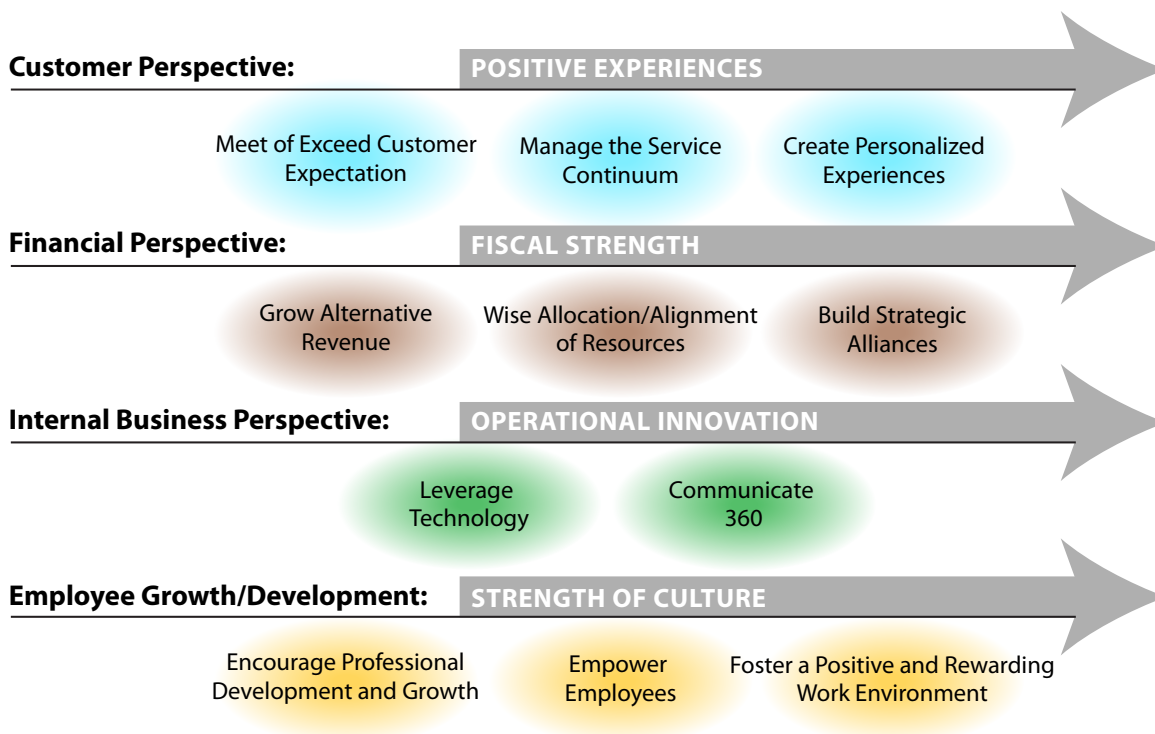 Customer Perspective: POSITIVE EXPERIENCES
Meet of Exceed Customer
Expectation
Manage the Service
Continuum
Create Personalized
Experiences
Financial Perspective: FISCAL STRENGTH
Grow Alternative
Revenue
Wise Allocation/Alignment
of Resources
Build Strategic
Alliances
Internal Business Perspective: OPERATIONAL INNOVATION
Leverage
Technology
Communicate
360
Employee Growth/Development: STRENGTH OF CULTURE
Encourage Professional
Development and Growth
Empower
Employees
Foster a Positive and Rewarding
Work Environment